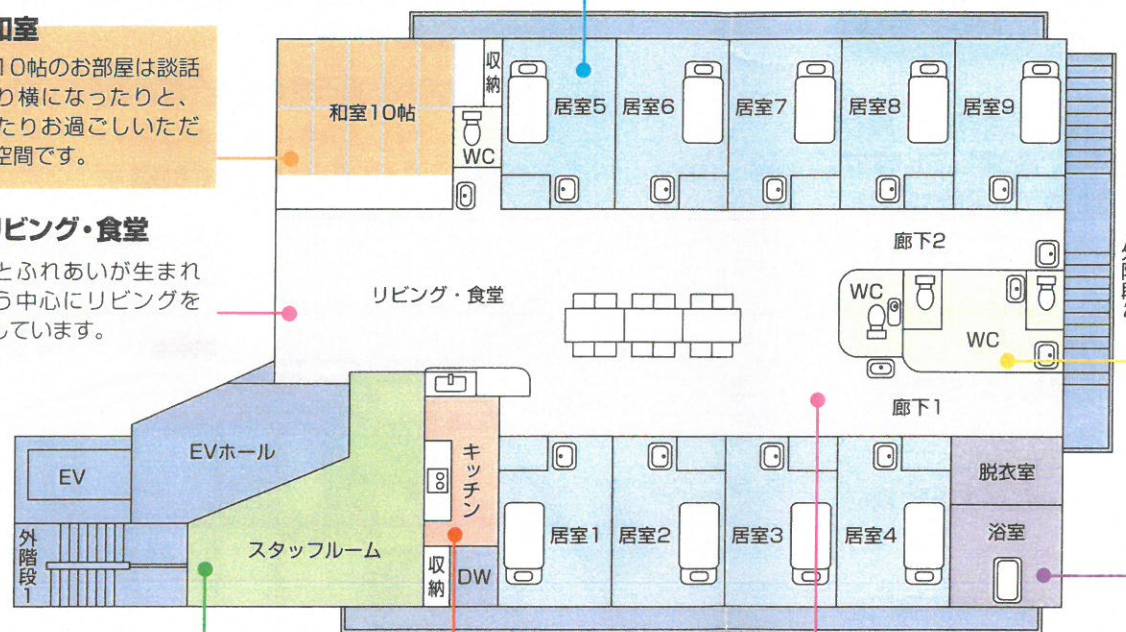 和室
10帖のお部屋は談話
り横になったりと、
たりお過ごしいただ
空間です。
リビング・食堂
とふれあいが生まれ
う中心にリビングを
しています。
和室10帖
収納
WC
居室5
居室6
居室7
居室8
居室9
廊下2
リビング・食堂
WC
WC
廊下1
EVホール
EV
キッチン
外階段1
スタッフルーム
収納
DW
居室1
居室2
居室3
居室4
脱衣室
浴室